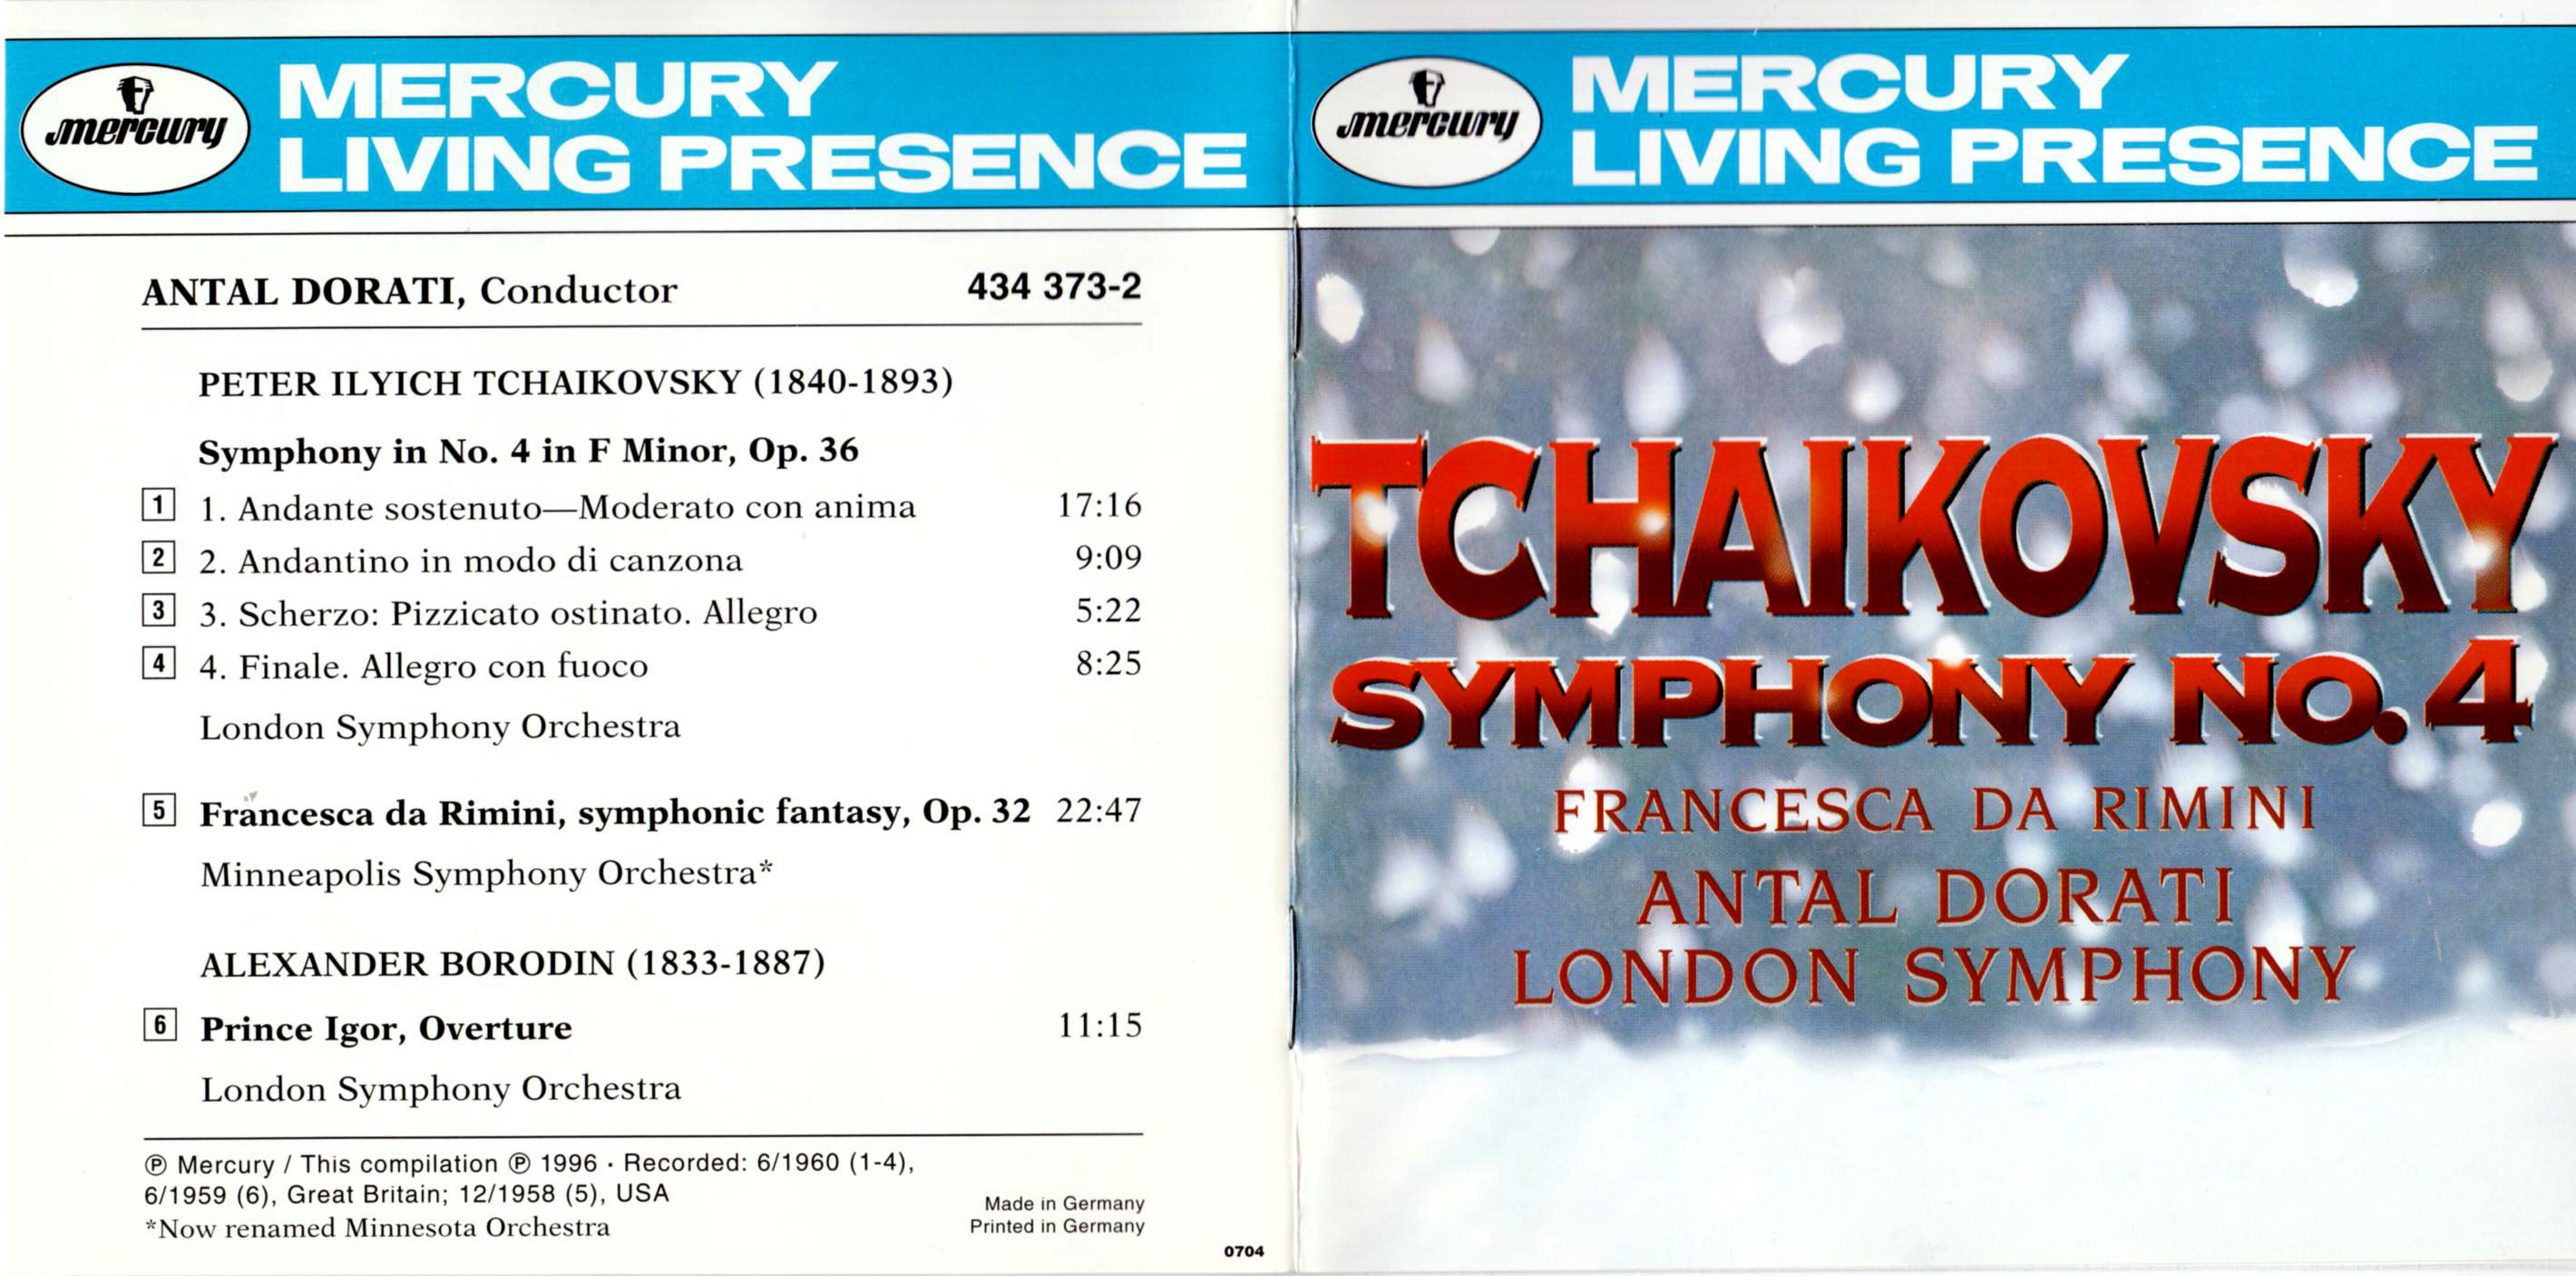 mercury
MERCURY
LIVING PRESENCE
ANTAL DORATI, Conductor 434 373-2
PETER ILYICH TCHAIKOVSKY (1840-1893)
Symphony in No. 4 in F Minor, Op. 36
1 1. Andante sostenuto—Moderato con anima 17:16
2 2. Andantino in modo di canzona 9:09
3 3. Scherzo: Pizzicato ostinato. Allegro 5:22
4 4. Finale. Allegro con fuoco 8:25
London Symphony Orchestra
5 Francesca da Rimini, symphonic fantasy, Op. 32 22:47
Minneapolis Symphony Orchestra*
ALEXANDER BORODIN (1833-1887)
6 Prince Igor, Overture 11:15
London Symphony Orchestra
℗ Mercury / This compilation ℗ 1996 · Recorded: 6/1960 (1-4),
6/1959 (6), Great Britain; 12/1958 (5), USA
*Now renamed Minnesota Orchestra
Made in Germany
Printed in Germany
0704
mercury
MERCURY
LIVING PRESENCE
TCHAIKOVSKY
SYMPHONY NO. 4
FRANCESCA DA RIMINI
ANTAL DORATI
LONDON SYMPHONY